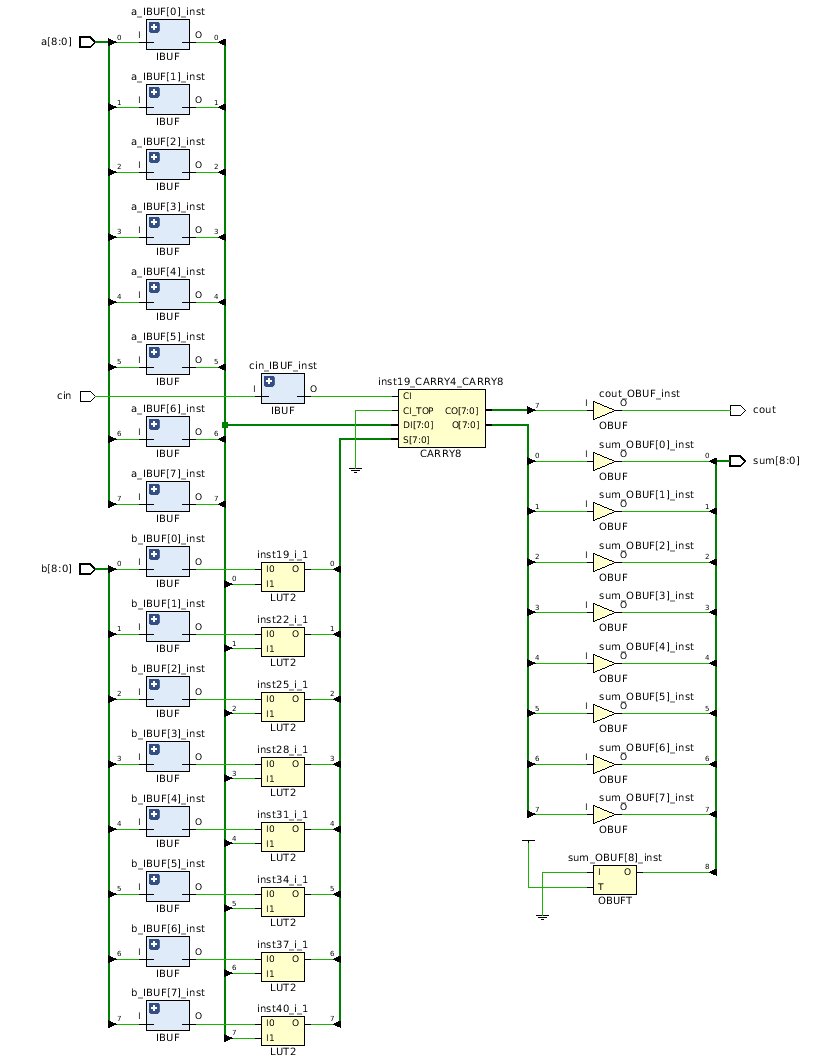 a_IBUF[0]_inst
a[8:0] 0 I O 0
IBUF
a_IBUF[1]_inst
1 I O 1
IBUF
a_IBUF[2]_inst
2 I O 2
IBUF
a_IBUF[3]_inst
3 I O 3
IBUF
a_IBUF[4]_inst
4 I O 4
IBUF
a_IBUF[5]_inst
5 I O 5
IBUF
cin_IBUF_inst
cin I O
IBUF
a_IBUF[6]_inst
6 I O 6
IBUF
a_IBUF[7]_inst
7 I O 7
IBUF
inst19_CARRY4_CARRY8
CI
CI_TOP CO[7:0] 7
DI[7:0] O[7:0]
S[7:0]
CARRY8
b_IBUF[0]_inst
b[8:0] 0 I O
IBUF
inst19_i_1
I0 O 0
0 I1
LUT2
b_IBUF[1]_inst
1 I O
IBUF
inst22_i_1
I0 O 1
1 I1
LUT2
b_IBUF[2]_inst
2 I O
IBUF
inst25_i_1
I0 O 2
2 I1
LUT2
b_IBUF[3]_inst
3 I O
IBUF
inst28_i_1
I0 O 3
3 I1
LUT2
b_IBUF[4]_inst
4 I O
IBUF
inst31_i_1
I0 O 4
4 I1
LUT2
b_IBUF[5]_inst
5 I O
IBUF
inst34_i_1
I0 O 5
5 I1
LUT2
b_IBUF[6]_inst
6 I O
IBUF
inst37_i_1
I0 O 6
6 I1
LUT2
b_IBUF[7]_inst
7 I O
IBUF
inst40_i_1
I0 O 7
7 I1
LUT2
cout_OBUF_inst
I O cout
OBUF
sum_OBUF[0]_inst
0 I O 0 sum[8:0]
OBUF
sum_OBUF[1]_inst
1 I O 1
OBUF
sum_OBUF[2]_inst
2 I O 2
OBUF
sum_OBUF[3]_inst
3 I O 3
OBUF
sum_OBUF[4]_inst
4 I O 4
OBUF
sum_OBUF[5]_inst
5 I O 5
OBUF
sum_OBUF[6]_inst
6 I O 6
OBUF
sum_OBUF[7]_inst
7 I O 7
OBUF
sum_OBUF[8]_inst
I O 8
T
OBUFT